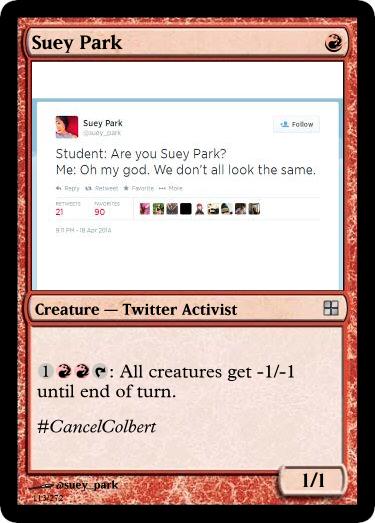 Suey Park
Suey Park
@suey_park
Follow
Student: Are you Suey Park?
Me: Oh my god. We don't all look the same.
Reply Retweet Favorite More
RETWEETS FAVORITES
21 90
9:11 PM - 18 Apr 2014
Creature — Twitter Activist
1: All creatures get -1/-1
until end of turn.
#CancelColbert
1/1
@suey_park
113/272